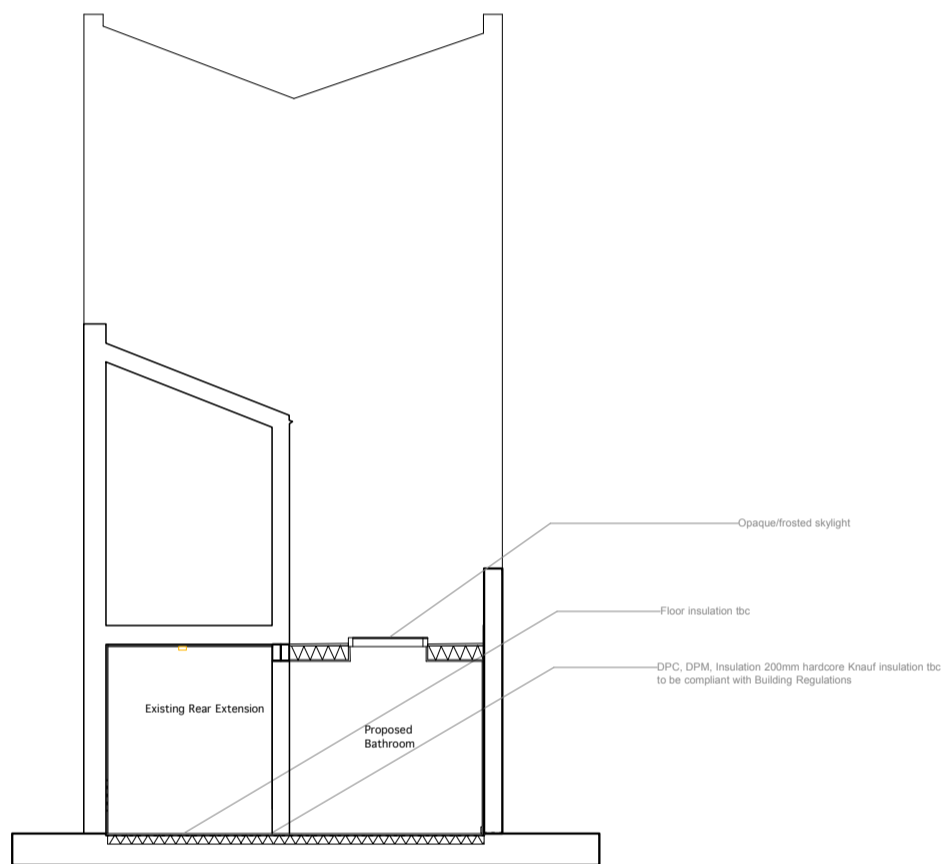 Opaque/frosted skylight
Floor insulation tbc
DPC, DPM, Insulation 200mm hardcore Knauf insulation tbc
to be compliant with Building Regulations
Existing Rear Extension
Proposed
Bathroom